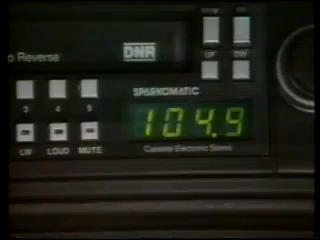 o Reverse
DNR
UP DW
3 4 5
SPARKOMATIC
104.9
LW LOUD MUTE
Cassette Electronic Stereo